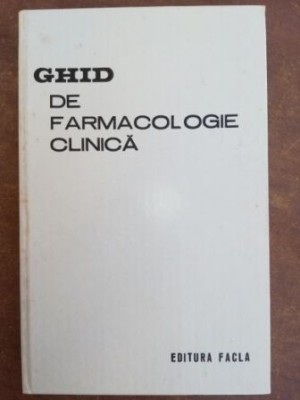 GHID
DE
FARMACOLOGIE
CLINICĂ
EDITURA FACLA